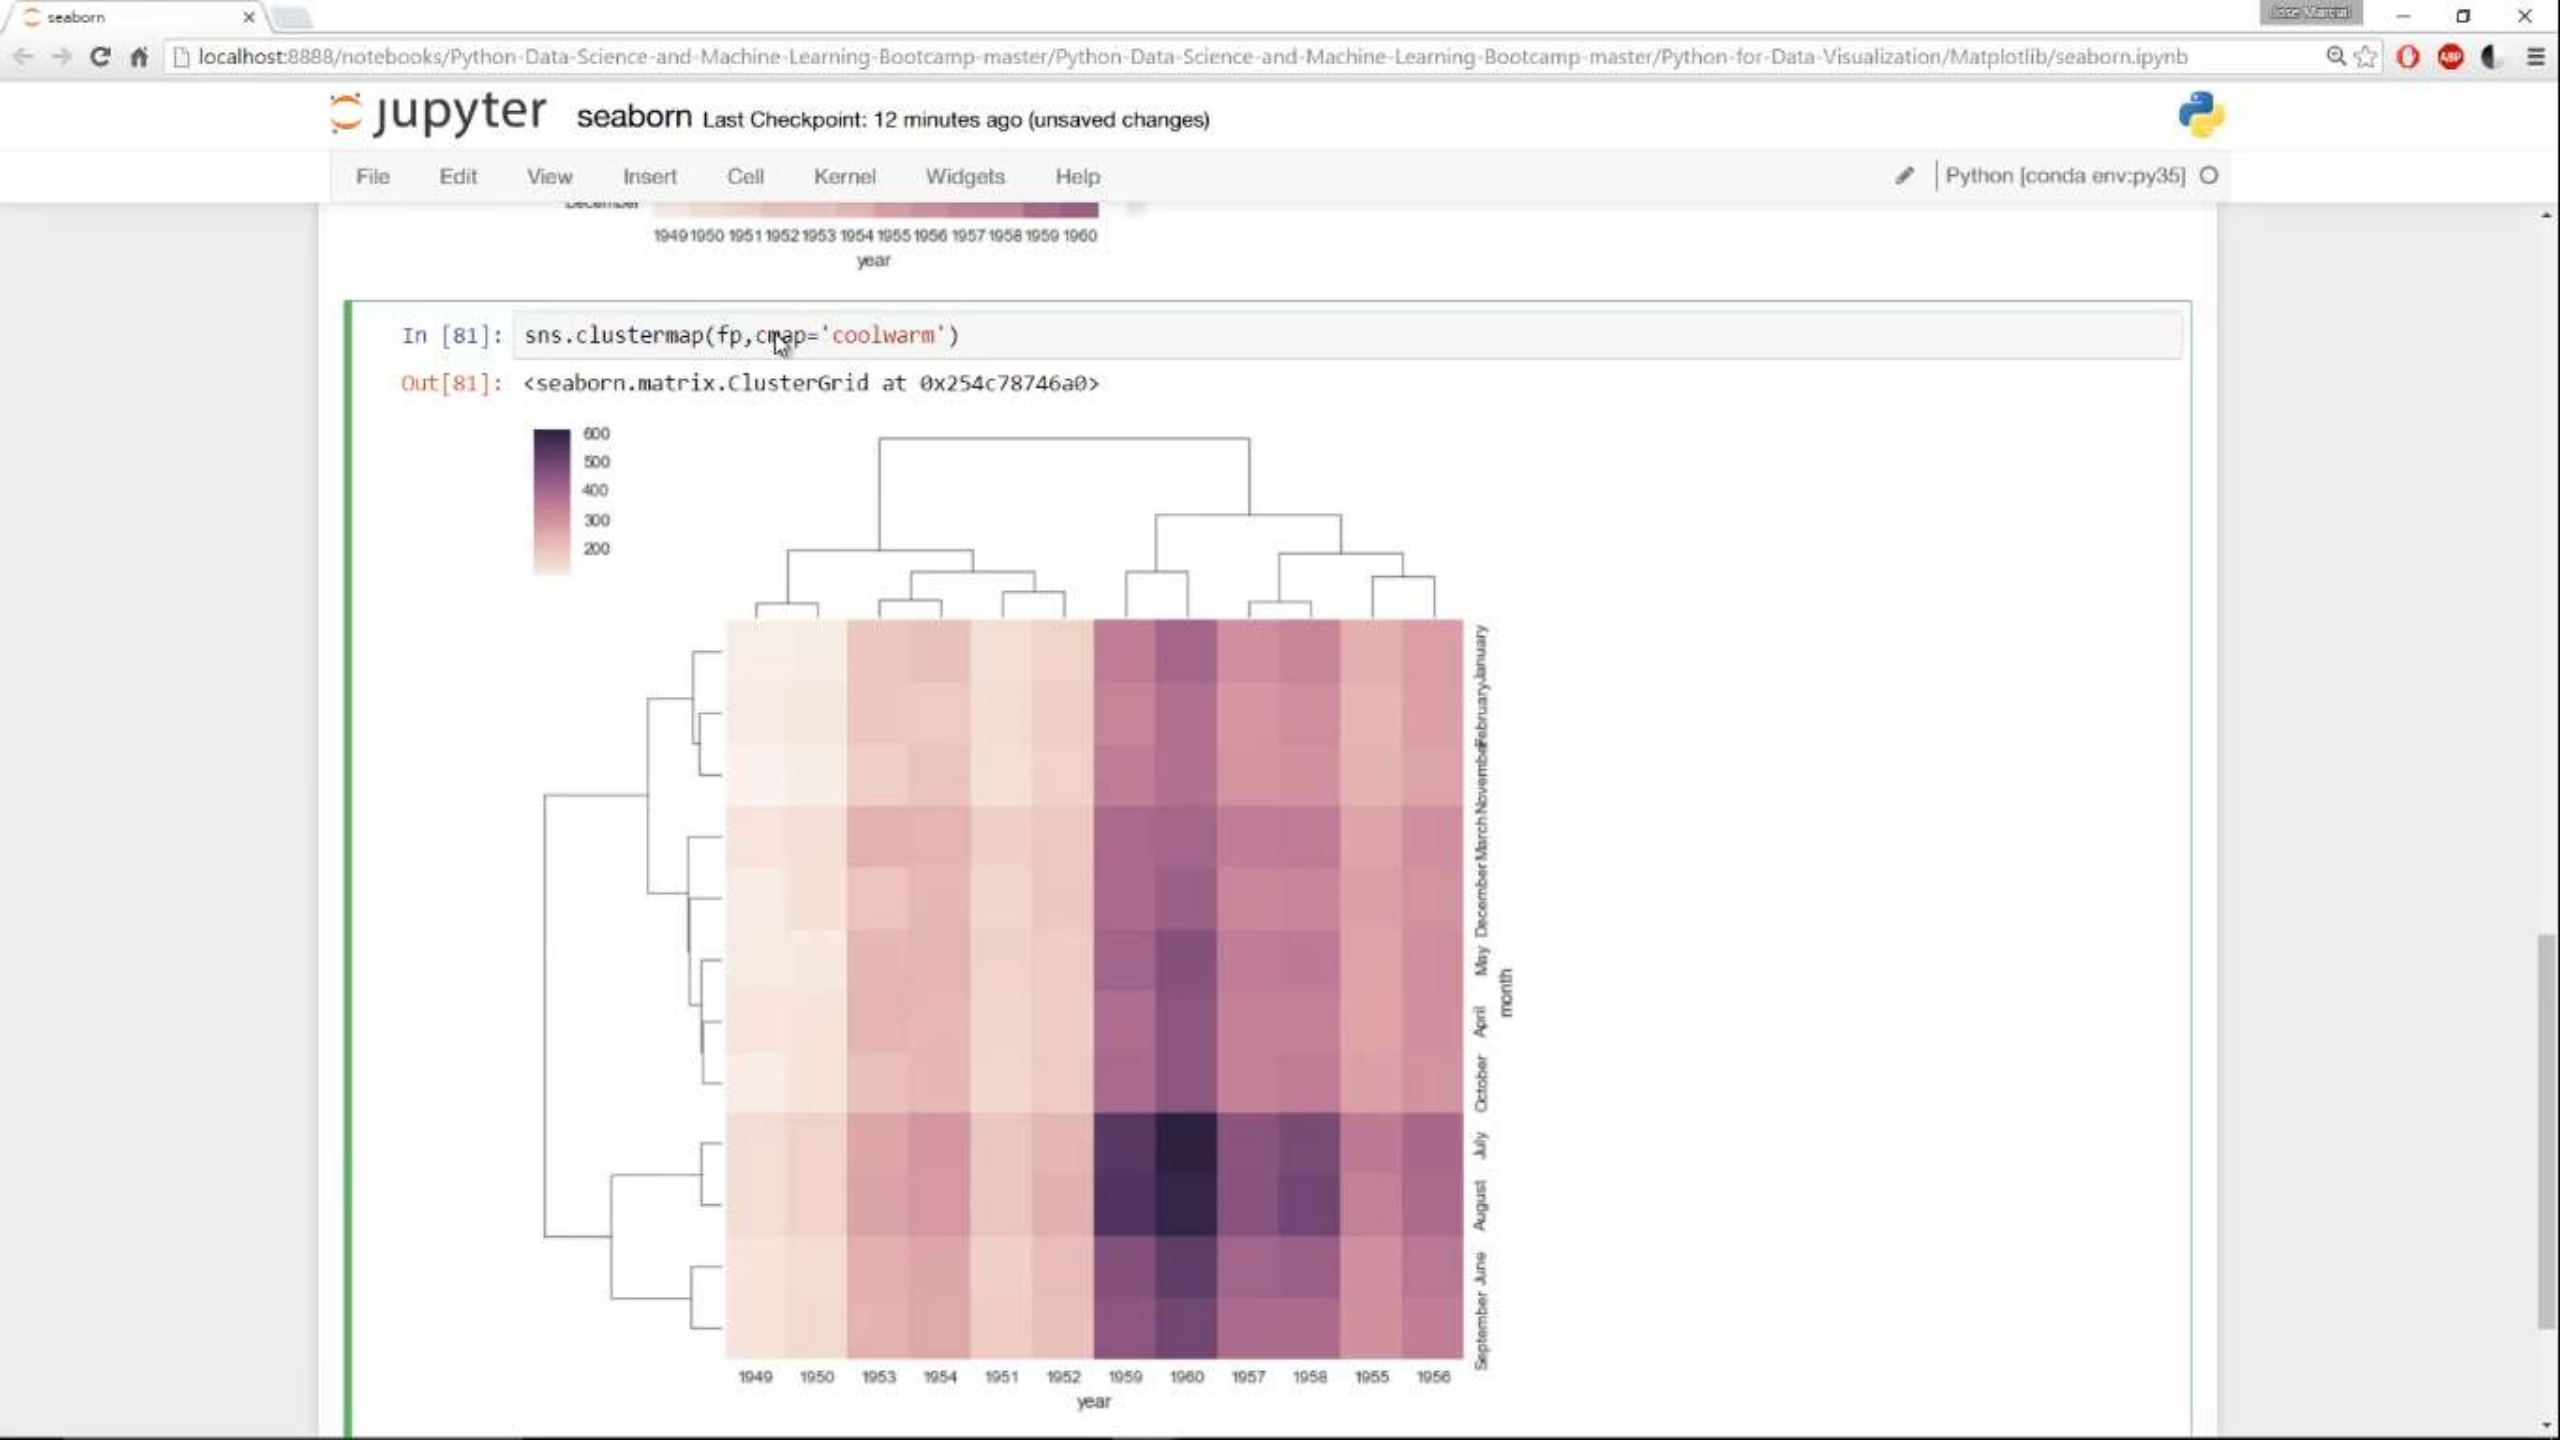 seaborn
Jose Marcial
localhost:8888/notebooks/Python-Data-Science-and-Machine-Learning-Bootcamp-master/Python-Data-Science-and-Machine-Learning-Bootcamp-master/Python-for-Data-Visualization/Matplotlib/seaborn.ipynb
ABP
jupyter seaborn Last Checkpoint: 12 minutes ago (unsaved changes)
File Edit View Insert Cell Kernel Widgets Help Python [conda env:py35]
December
1949 1950 1951 1952 1953 1954 1955 1956 1957 1958 1959 1960
year
In [81]: sns.clustermap(fp,cmap='coolwarm')
Out[81]: <seaborn.matrix.ClusterGrid at 0x254c78746a0>
600
500
400
300
200
January
February
November
March
December
May
April
October
July
August
June
September
month
1949 1950 1953 1954 1951 1952 1959 1960 1957 1958 1955 1956
year